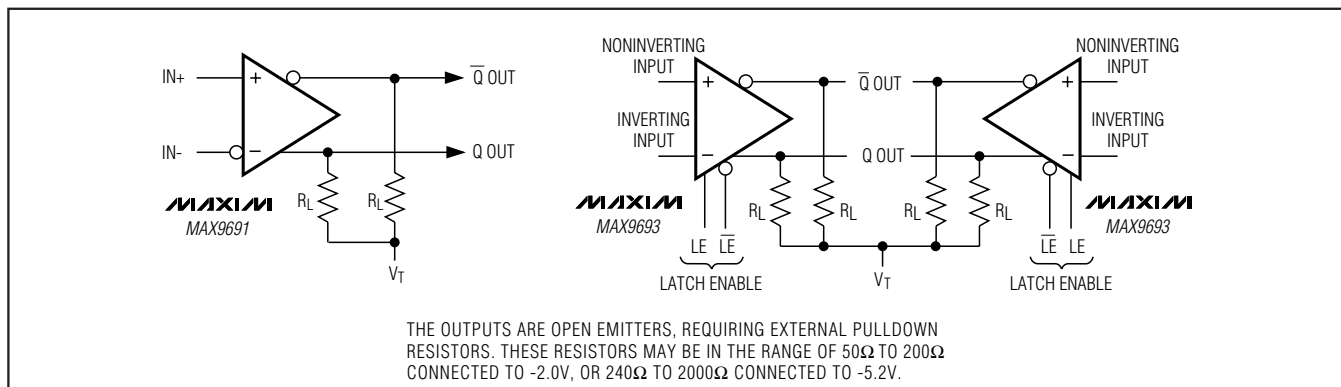 IN+
+
Q̅ OUT
IN-
−
Q OUT
RL
RL
MAXIM
MAX9691
VT
NONINVERTING
INPUT
+
INVERTING
INPUT
−
Q̅ OUT
Q OUT
RL
RL
RL
RL
MAXIM
MAX9693
LE
L̅E̅
LATCH ENABLE
VT
NONINVERTING
INPUT
+
INVERTING
INPUT
−
MAXIM
MAX9693
L̅E̅
LE
LATCH ENABLE
THE OUTPUTS ARE OPEN EMITTERS, REQUIRING EXTERNAL PULLDOWN
RESISTORS. THESE RESISTORS MAY BE IN THE RANGE OF 50Ω TO 200Ω
CONNECTED TO -2.0V, OR 240Ω TO 2000Ω CONNECTED TO -5.2V.